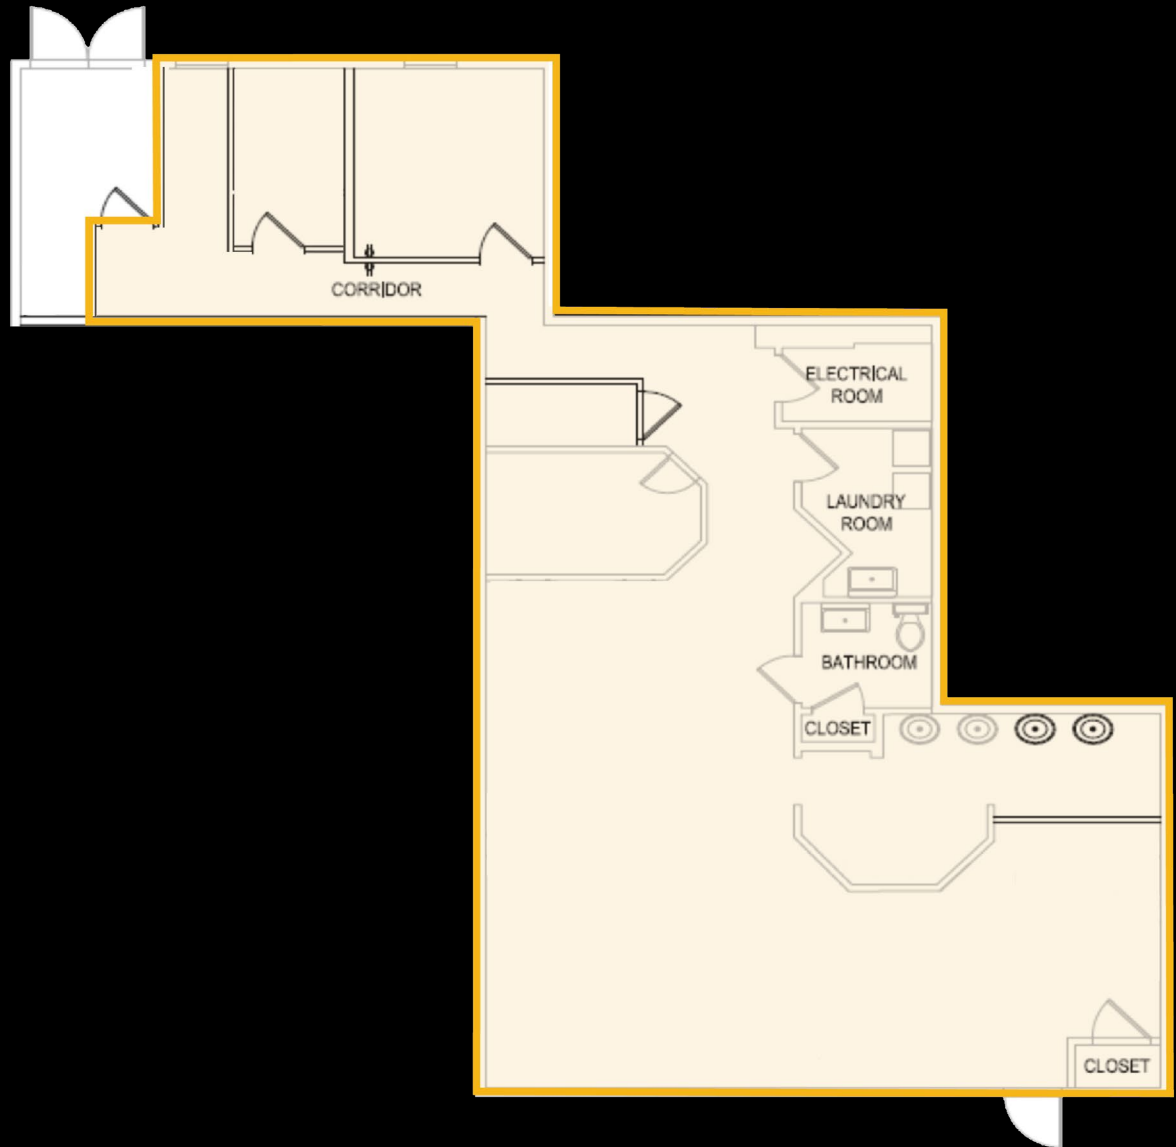 CORRIDOR
ELECTRICAL
ROOM
LAUNDRY
ROOM
BATHROOM
CLOSET
CLOSET